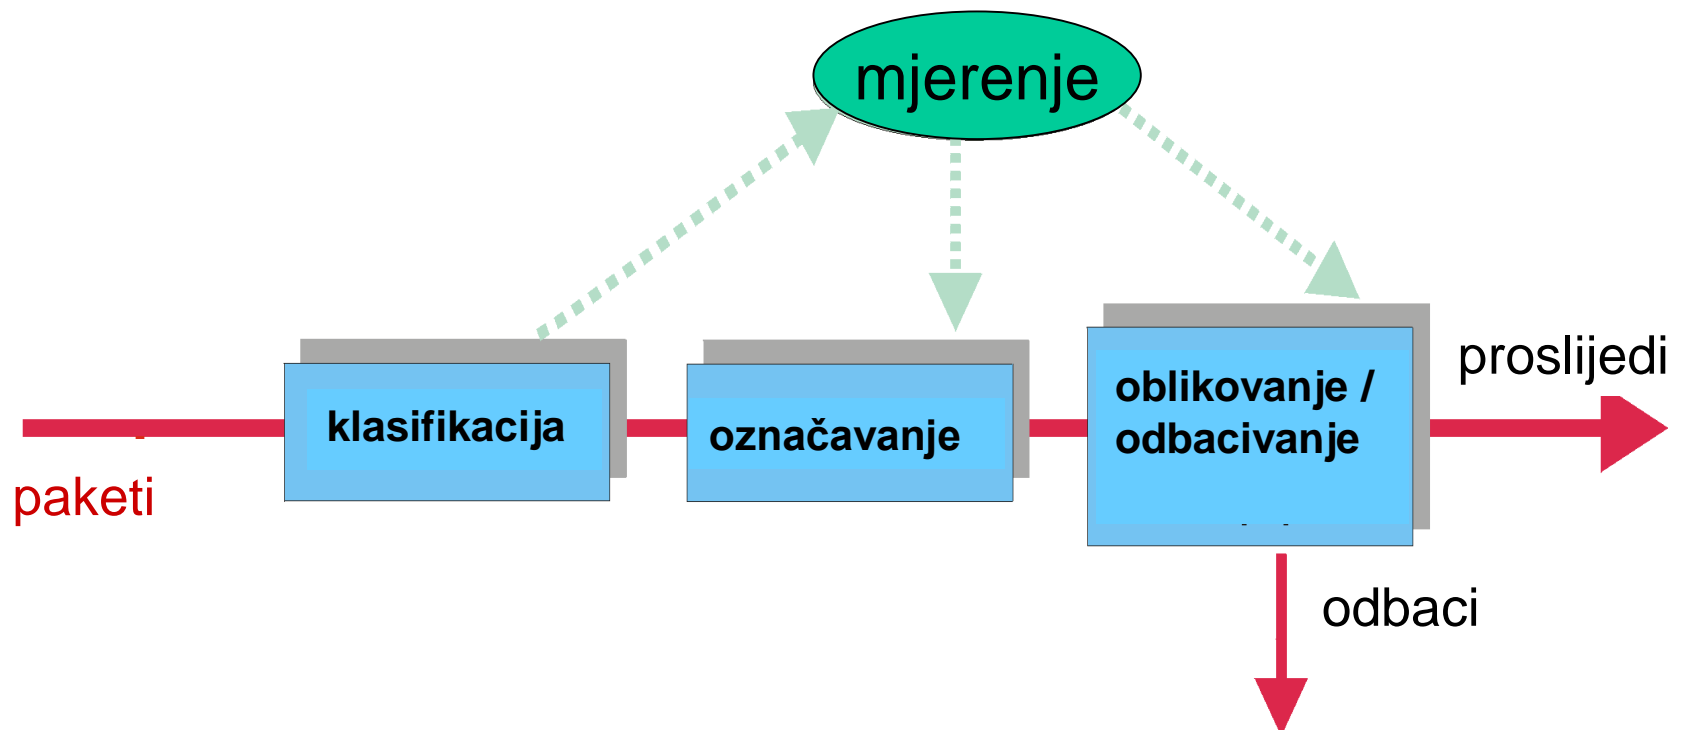 mjerenje
klasifikacija
označavanje
oblikovanje /
odbacivanje
proslijedi
paketi
odbaci